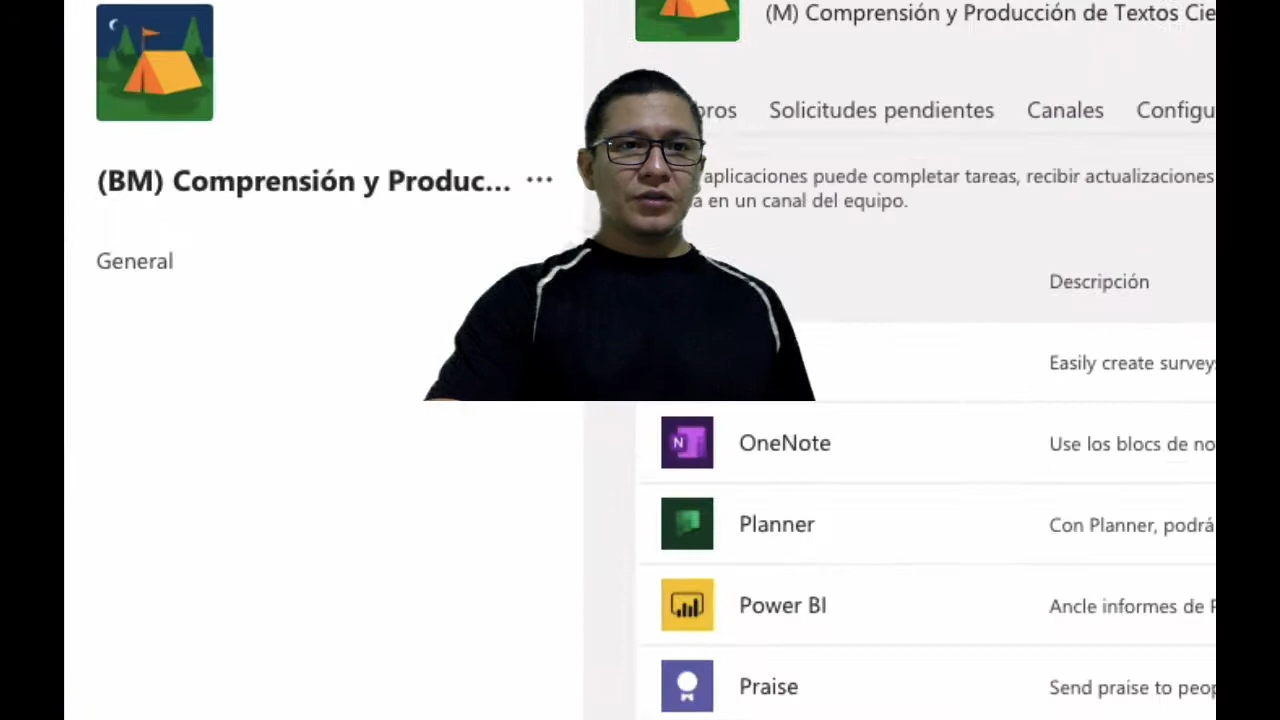 (M) Comprensión y Producción de Textos Cie
(BM) Comprensión y Produc... ...
General
Solicitudes pendientes Canales Configu
aplicaciones puede completar tareas, recibir actualizaciones
en un canal del equipo.
Descripción
Easily create survey
OneNote Use los blocs de no
Planner Con Planner, podrá
Power BI Ancle informes de
Praise Send praise to peop